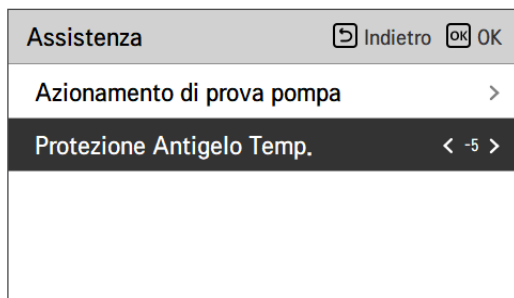 Assistenza Indietro OK OK
Azionamento di prova pompa >
Protezione Antigelo Temp. < -5 >